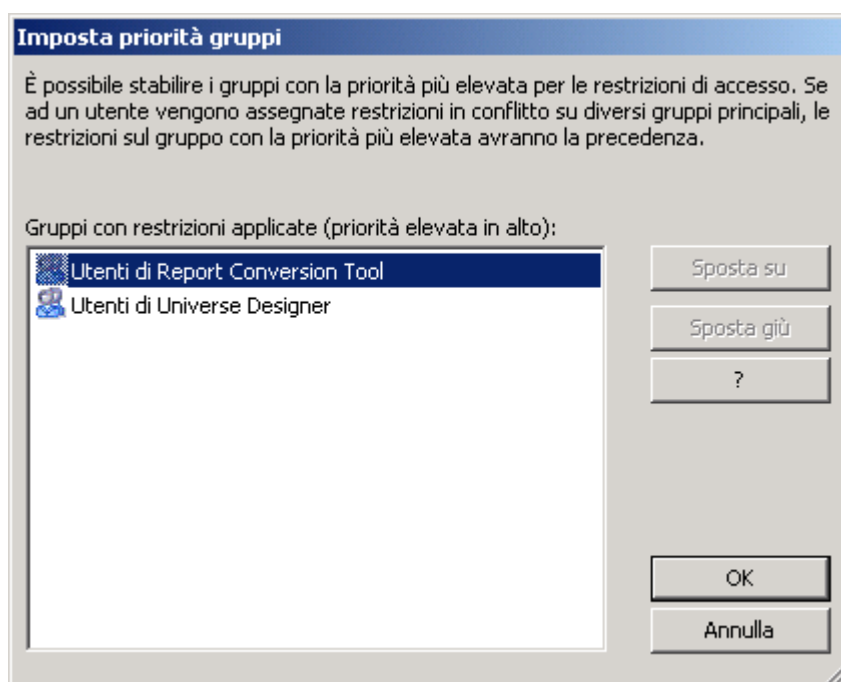 Imposta priorità gruppi
È possibile stabilire i gruppi con la priorità più elevata per le restrizioni di accesso. Se
ad un utente vengono assegnate restrizioni in conflitto su diversi gruppi principali, le
restrizioni sul gruppo con la priorità più elevata avranno la precedenza.
Gruppi con restrizioni applicate (priorità elevata in alto):
Utenti di Report Conversion Tool
Utenti di Universe Designer
Sposta su
Sposta giù
?
OK
Annulla